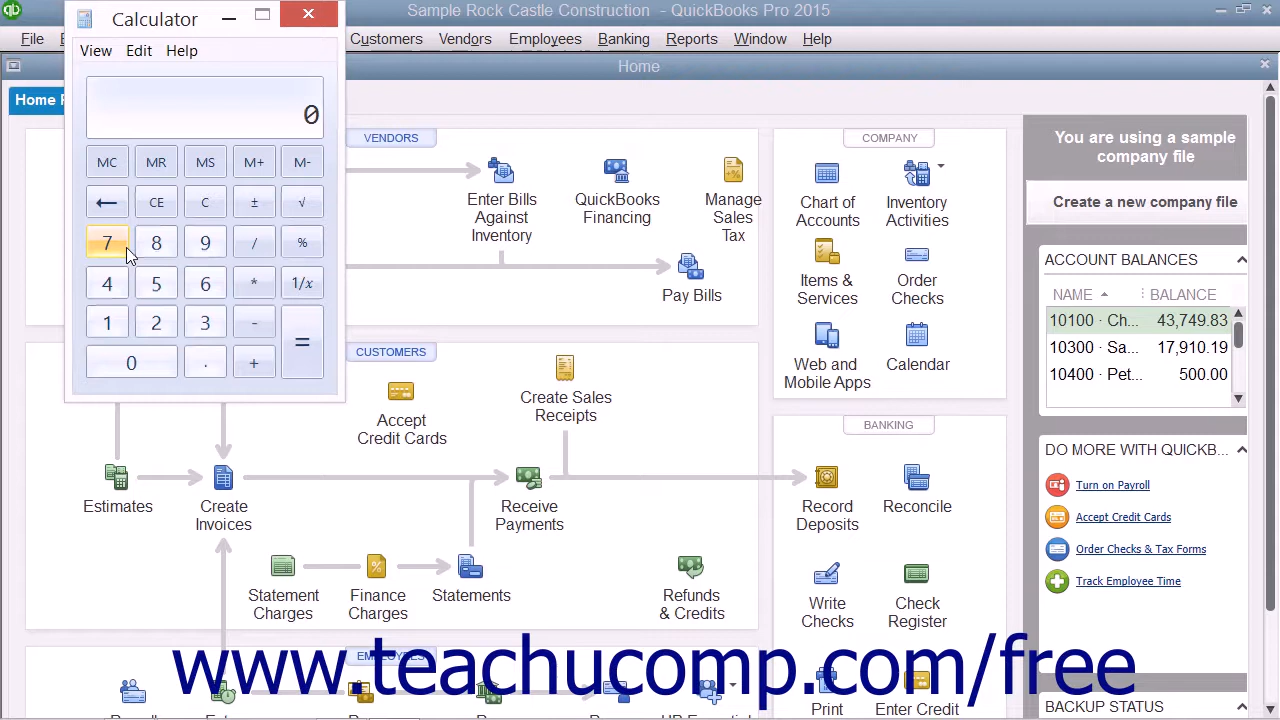 Sample Rock Castle Construction - QuickBooks Pro 2015
Calculator
File
Customers
Vendors
Employees
Banking
Reports
Window
Help
View
Edit
Help
Home
Home
0
MC
MR
MS
M+
M-
←
CE
C
±
√
7
8
9
/
%
4
5
6
*
1/x
1
2
3
-
=
0
.
+
VENDORS
Enter Bills
Against
Inventory
QuickBooks
Financing
Manage
Sales
Tax
Pay Bills
CUSTOMERS
Accept
Credit Cards
Create Sales
Receipts
Estimates
Create
Invoices
Receive
Payments
Statement
Charges
Finance
Charges
Statements
Refunds
& Credits
EMPLOYEES
COMPANY
Chart of
Accounts
Inventory
Activities
Items &
Services
Order
Checks
Web and
Mobile Apps
Calendar
BANKING
Record
Deposits
Reconcile
Write
Checks
Check
Register
Print
Enter Credit
You are using a sample
company file
Create a new company file
ACCOUNT BALANCES
NAME
BALANCE
10100 · Ch... 43,749.83
10300 · Sa... 17,910.19
10400 · Pet... 500.00
DO MORE WITH QUICKB...
Turn on Payroll
Accept Credit Cards
Order Checks & Tax Forms
Track Employee Time
BACKUP STATUS
www.teachucomp.com/free